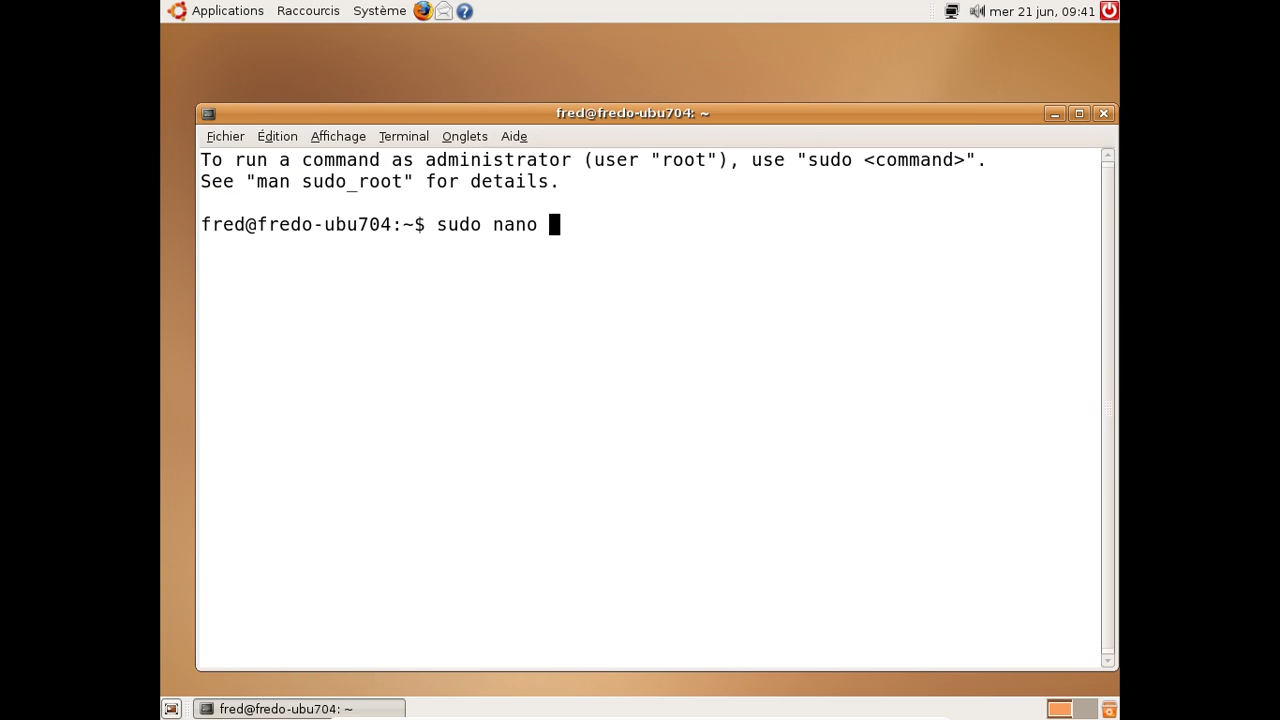 Applications Raccourcis Système mer 21 jun, 09:41
fred@fredo-ubu704: ~
Fichier Édition Affichage Terminal Onglets Aide
To run a command as administrator (user "root"), use "sudo <command>".
See "man sudo_root" for details.
fred@fredo-ubu704:~$ sudo nano
fred@fredo-ubu704: ~